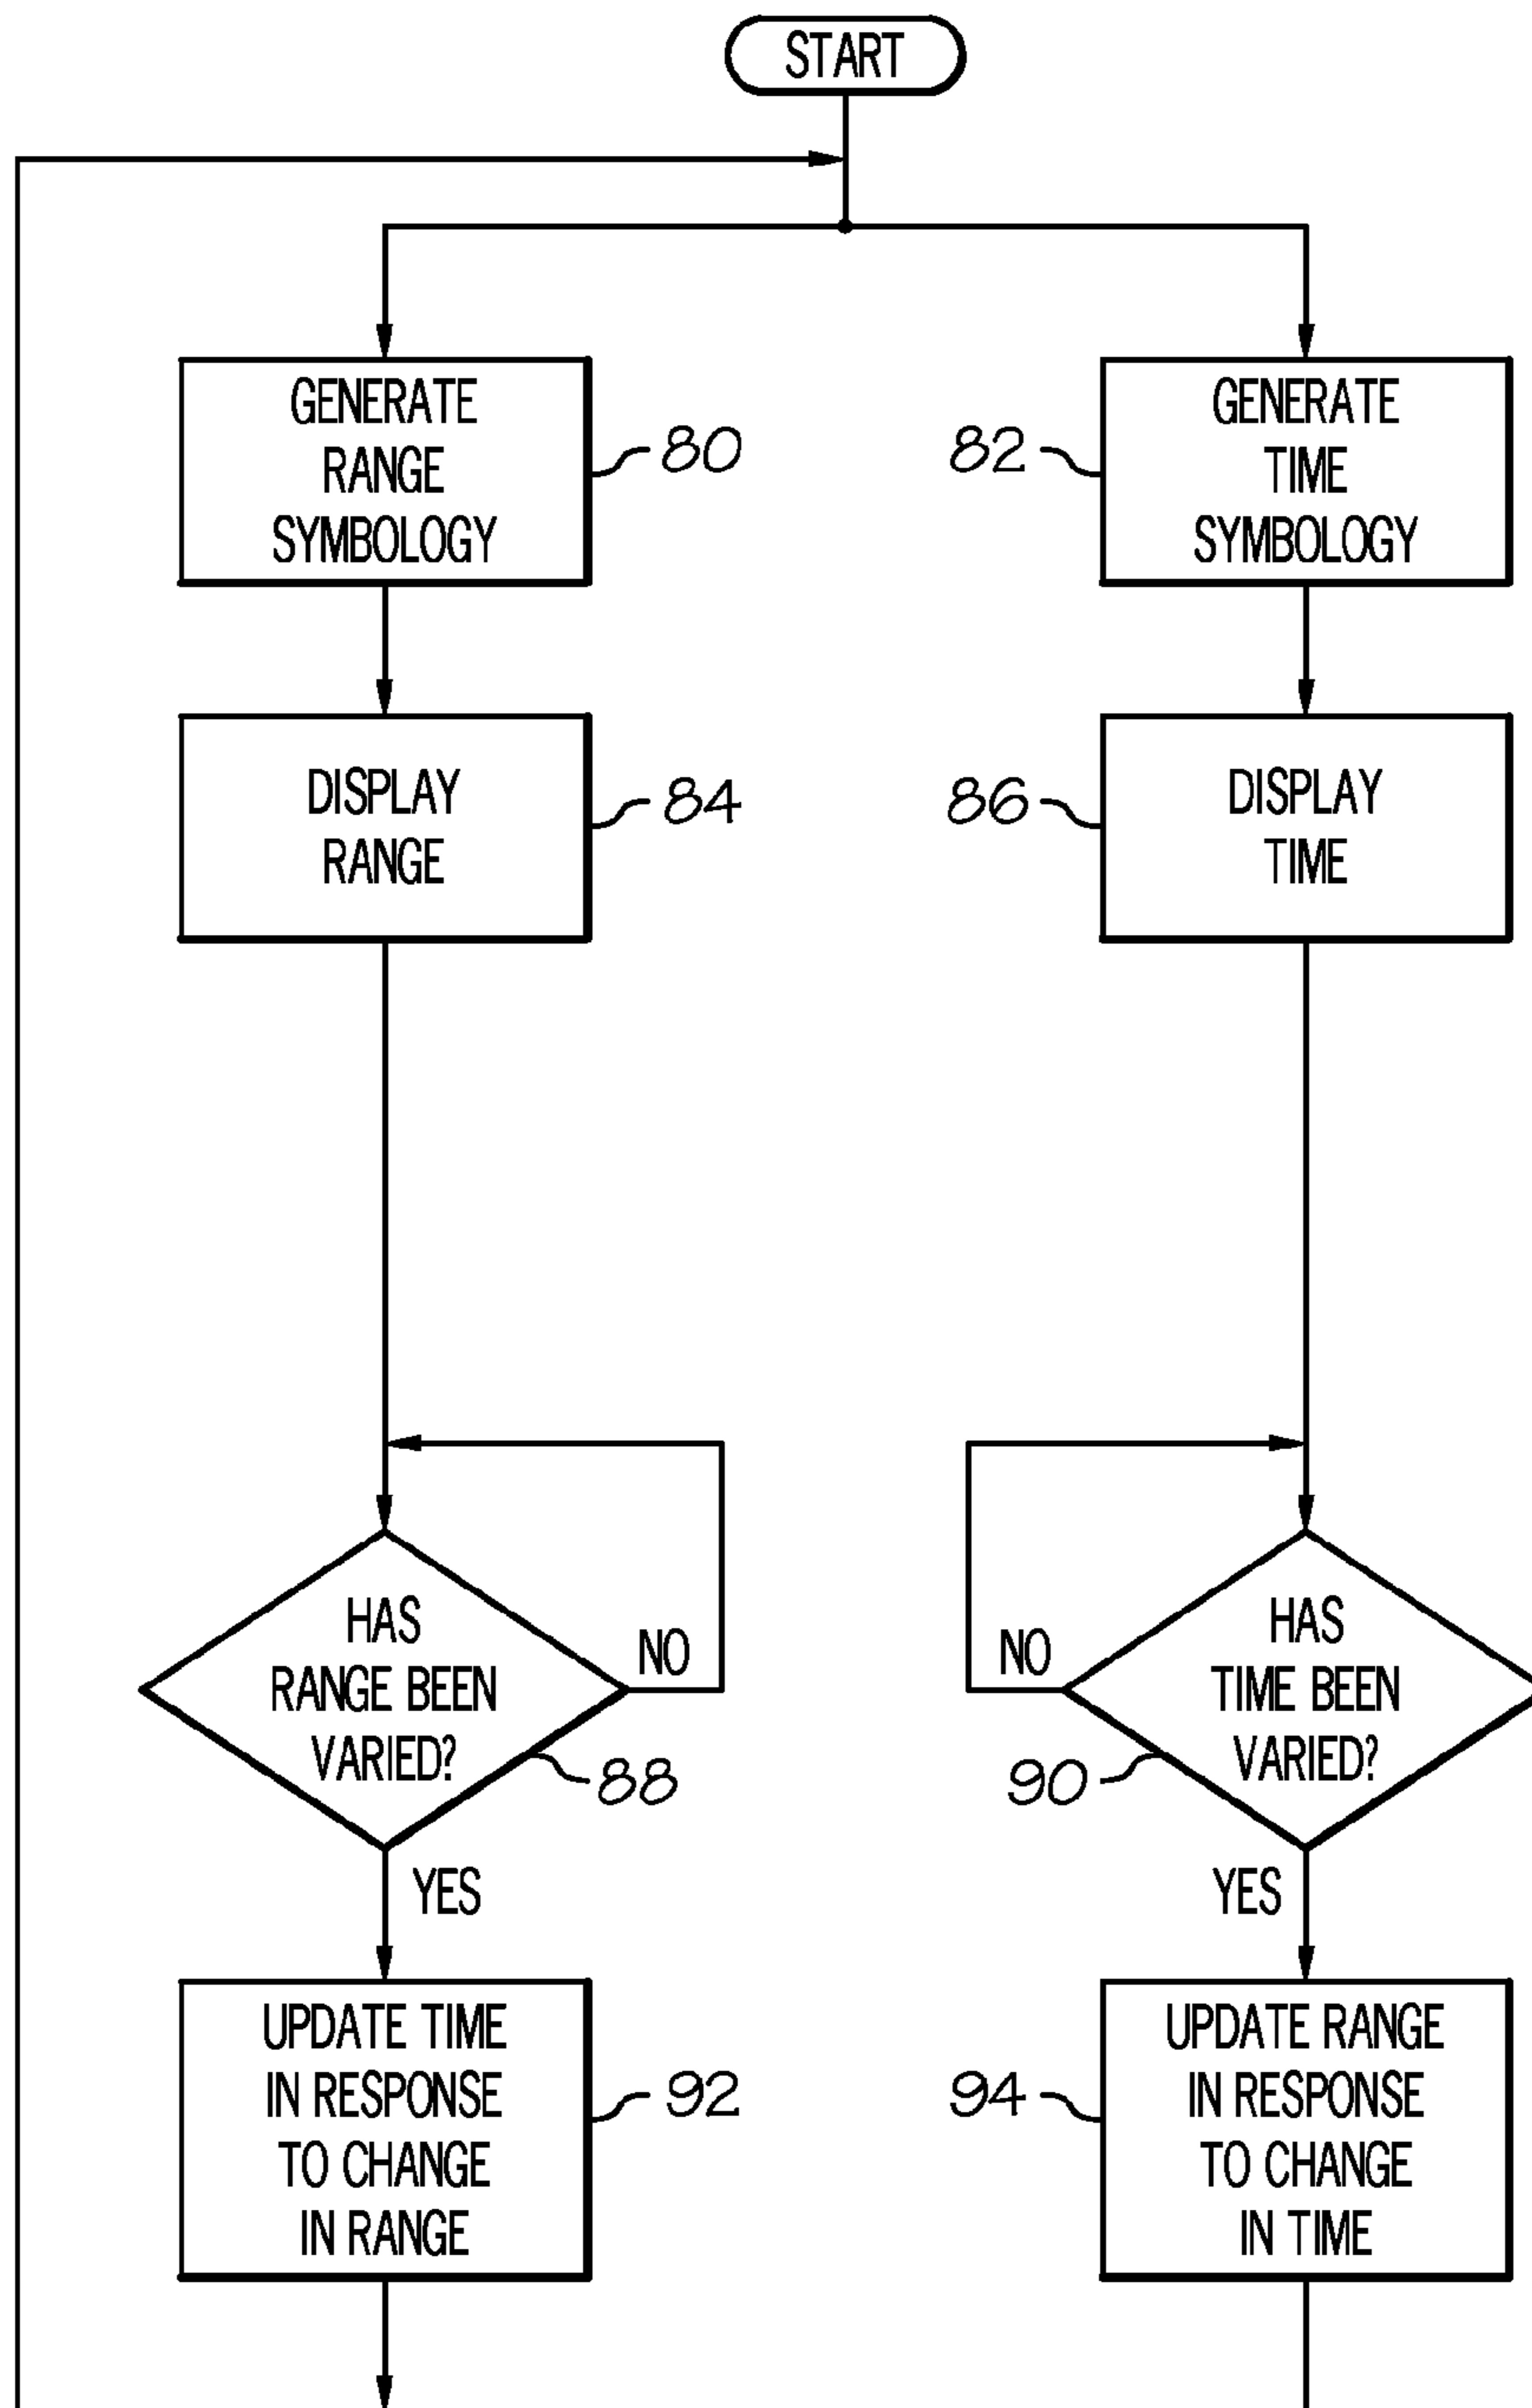 START
GENERATE
RANGE
SYMBOLOGY
80
82
GENERATE
TIME
SYMBOLOGY
DISPLAY
RANGE
84
86
DISPLAY
TIME
HAS
RANGE BEEN
VARIED?
NO
88
YES
NO
HAS
TIME BEEN
VARIED?
90
YES
UPDATE TIME
IN RESPONSE
TO CHANGE
IN RANGE
92
94
UPDATE RANGE
IN RESPONSE
TO CHANGE
IN TIME